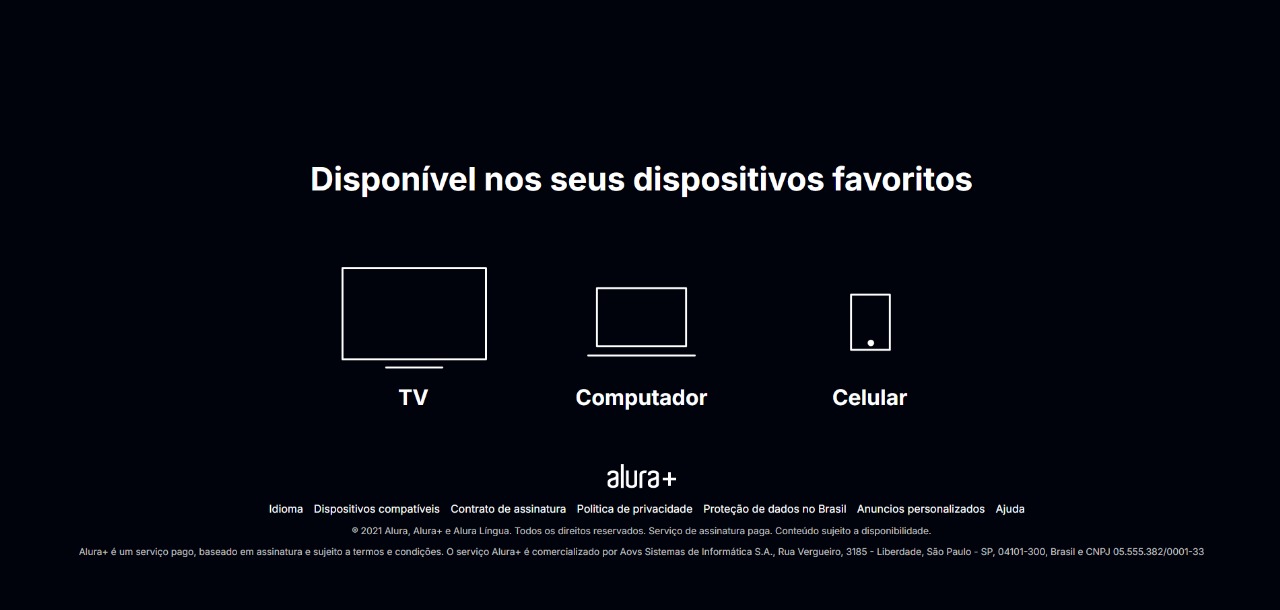 Disponível nos seus dispositivos favoritos
TV
Computador
Celular
alura+
Idioma Dispositivos compatíveis Contrato de assinatura Politica de privacidade Proteção de dados no Brasil Anuncios personalizados Ajuda
® 2021 Alura, Alura+ e Alura Língua. Todos os direitos reservados. Serviço de assinatura paga. Conteúdo sujeito a disponibilidade.
Alura+ é um serviço pago, baseado em assinatura e sujeito a termos e condições. O serviço Alura+ é comercializado por Aovs Sistemas de Informática S.A., Rua Vergueiro, 3185 - Liberdade, São Paulo - SP, 04101-300, Brasil e CNPJ 05.555.382/0001-33